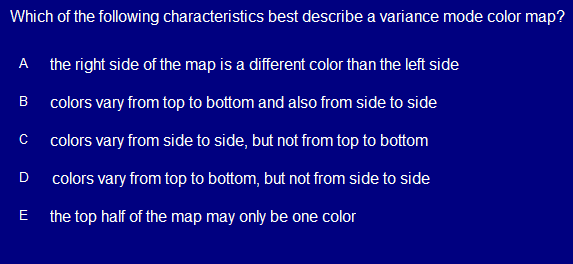 Which of the following characteristics best describe a variance mode color map?
A the right side of the map is a different color than the left side
B colors vary from top to bottom and also from side to side
C colors vary from side to side, but not from top to bottom
D colors vary from top to bottom, but not from side to side
E the top half of the map may only be one color